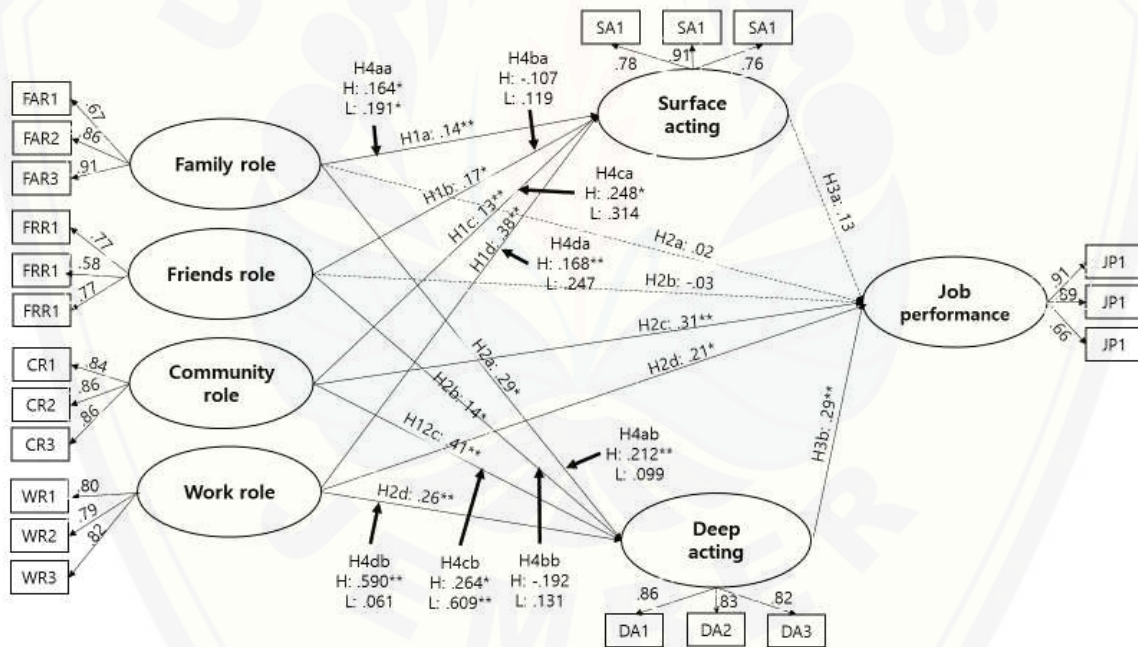 SA1 SA1 SA1
.78 .91 .76
Surface
acting
H4aa
H: .164*
L: .191*
H4ba
H: -.107
L: .119
FAR1
FAR2
FAR3
.67
.86
.91
Family role
H1a: .14**
H1b: .17*
H1c: .13**
H1d: .38**
H4ca
H: .248*
L: .314
H4da
H: .168**
L: .247
H3a: .13
H2a: .02
H2b: -.03
H2c: .31**
H2d: .21*
FRR1
FRR1
FRR1
.77
.58
.77
Friends role
Job
performance
.91
.89
.66
JP1
JP1
JP1
CR1
CR2
CR3
.84
.86
.86
Community
role
H2a: .29*
H2b: .14*
H12c: .41**
H2d: .26**
H3b: .29**
H4ab
H: .212**
L: .099
WR1
WR2
WR3
.80
.79
.82
Work role
H4db
H: .590**
L: .061
H4cb
H: .264*
L: .609**
H4bb
H: -.192
L: .131
Deep
acting
.86 .83 .82
DA1 DA2 DA3